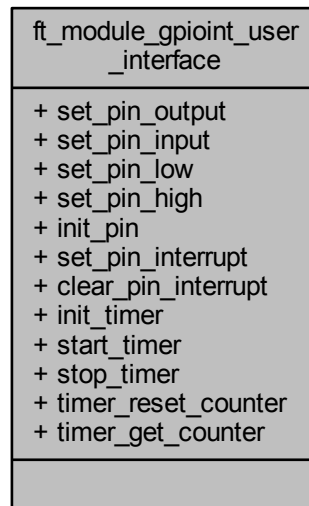 ft_module_gpioint_user
_interface
+ set_pin_output
+ set_pin_input
+ set_pin_low
+ set_pin_high
+ init_pin
+ set_pin_interrupt
+ clear_pin_interrupt
+ init_timer
+ start_timer
+ stop_timer
+ timer_reset_counter
+ timer_get_counter